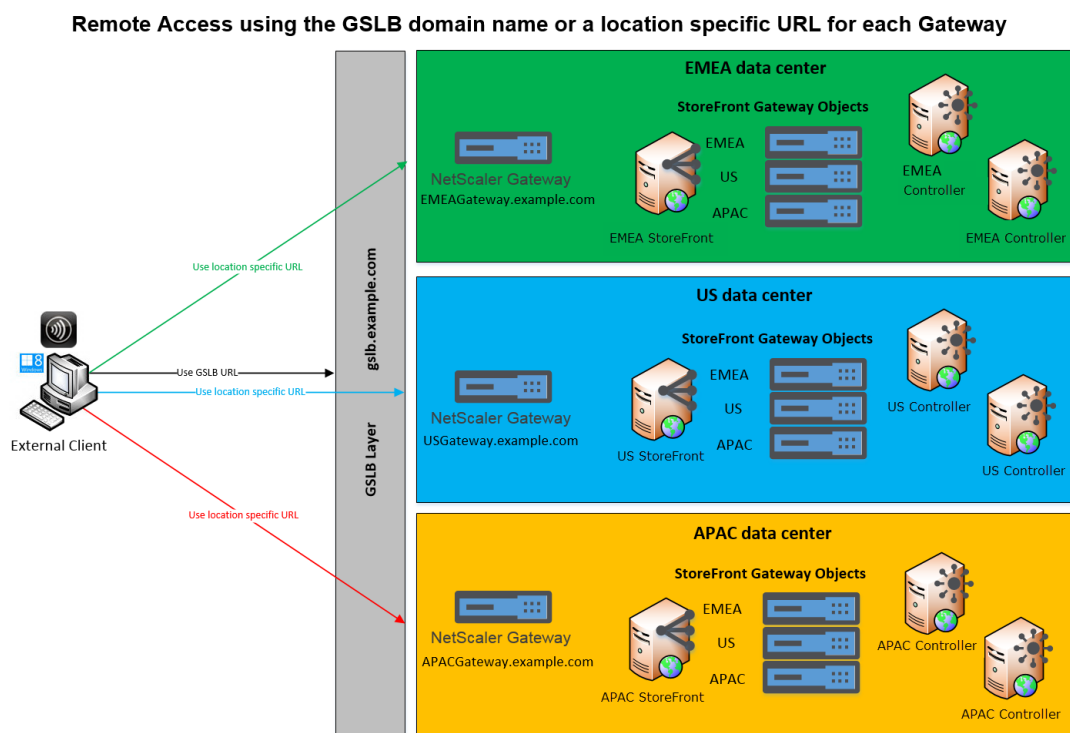 Remote Access using the GSLB domain name or a location specific URL for each Gateway
EMEA data center
StoreFront Gateway Objects
EMEA
US
APAC
NetScaler Gateway
EMEAGateway.example.com
EMEA StoreFront
EMEA
Controller
EMEA Controller
Use location specific URL
gslb.example.com
GSLB Layer
8
Windows
Use GSLB URL
Use location specific URL
External Client
Use location specific URL
US data center
StoreFront Gateway Objects
EMEA
US
APAC
NetScaler Gateway
USGateway.example.com
US StoreFront
US Controller
US Controller
APAC data center
StoreFront Gateway Objects
EMEA
US
APAC
NetScaler Gateway
APACGateway.example.com
APAC StoreFront
APAC Controller
APAC Controller